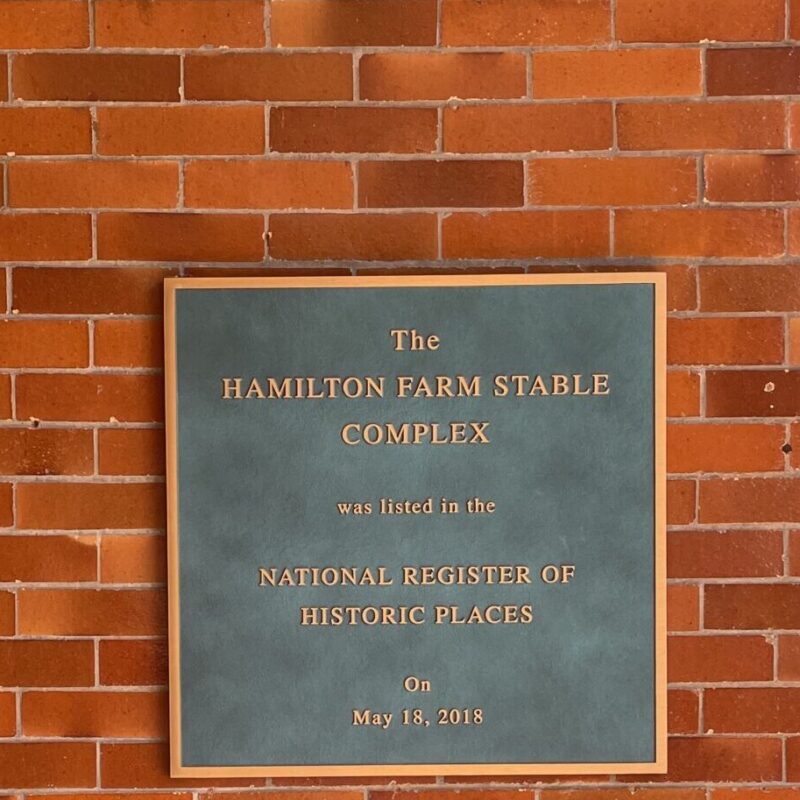 The
HAMILTON FARM STABLE
COMPLEX
was listed in the
NATIONAL REGISTER OF
HISTORIC PLACES
On
May 18, 2018